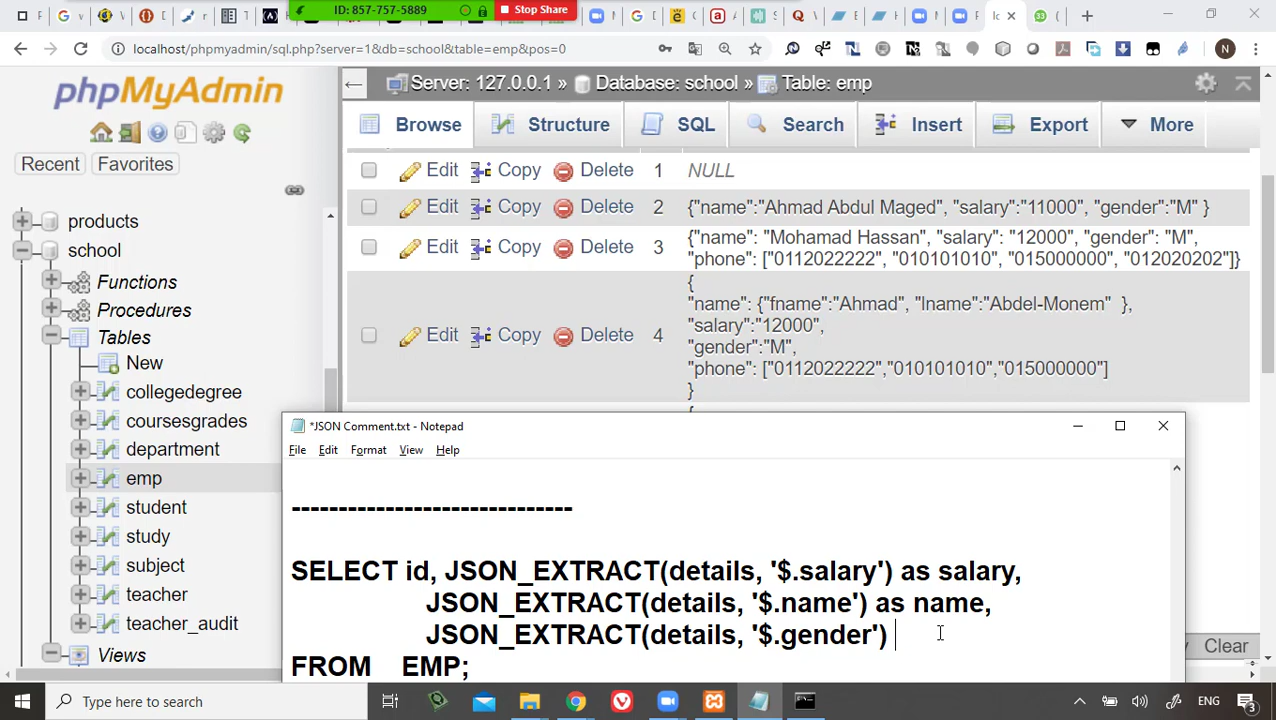 ID: 857-757-5889
Stop Share
localhost/phpmyadmin/sql.php?server=1&db=school&table=emp&pos=0
N
phpMyAdmin
Server: 127.0.0.1 » Database: school » Table: emp
Browse Structure SQL Search Insert Export More
Recent Favorites
products
school
Functions
Procedures
Tables
New
collegedegree
coursesgrades
department
emp
student
study
subject
teacher
teacher_audit
Views
Edit Copy Delete 1 NULL
Edit Copy Delete 2 {"name":"Ahmad Abdul Maged", "salary":"11000", "gender":"M" }
Edit Copy Delete 3 {"name": "Mohamad Hassan", "salary": "12000", "gender": "M",
"phone": ["0112022222", "010101010", "015000000", "012020202"]}
{
"name": {"fname":"Ahmad", "lname":"Abdel-Monem" },
"salary":"12000",
Edit Copy Delete 4
"gender":"M",
"phone": ["0112022222","010101010","015000000"]
}
{
*JSON Comment.txt - Notepad
File Edit Format View Help
------------------------------
SELECT id, JSON_EXTRACT(details, '$.salary') as salary,
JSON_EXTRACT(details, '$.name') as name,
JSON_EXTRACT(details, '$.gender')
FROM EMP;
Clear
Type here to search
ENG
3